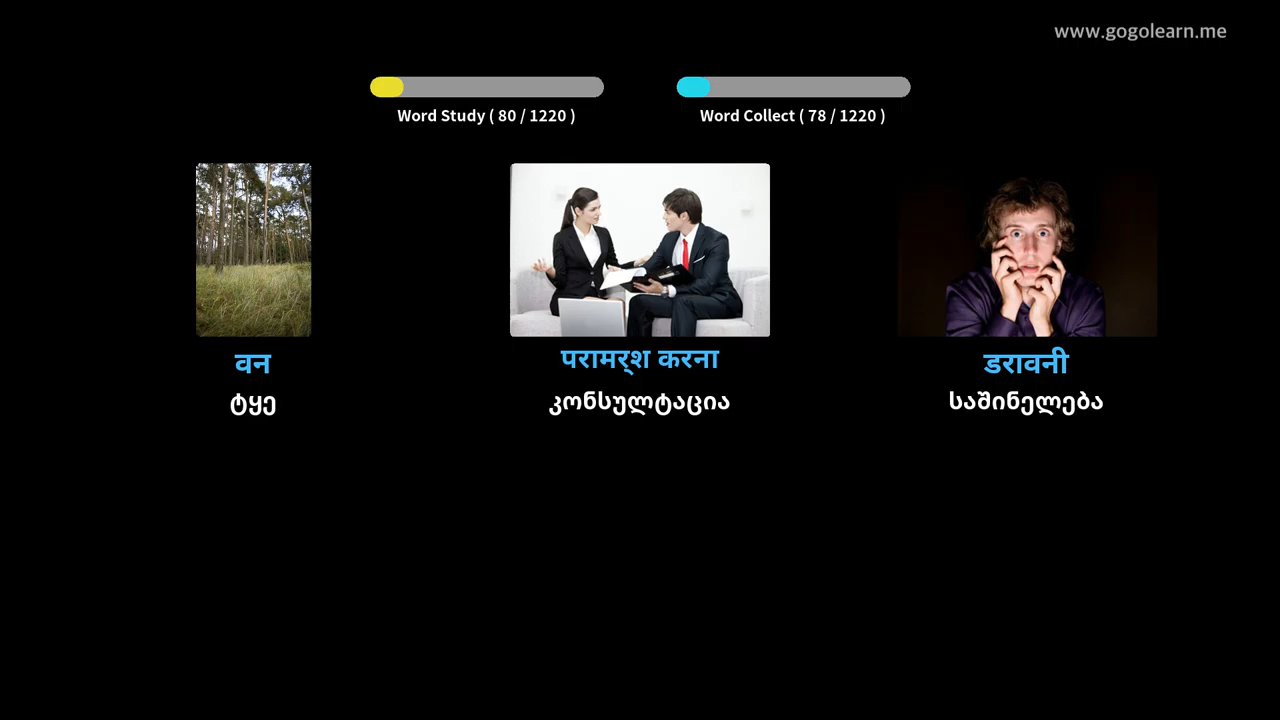 www.gogolearn.me
Word Study ( 80 / 1220 )
Word Collect ( 78 / 1220 )
वन
परामर्श करना
डरावनी
ტყე
კონსულტაცია
საშინელება